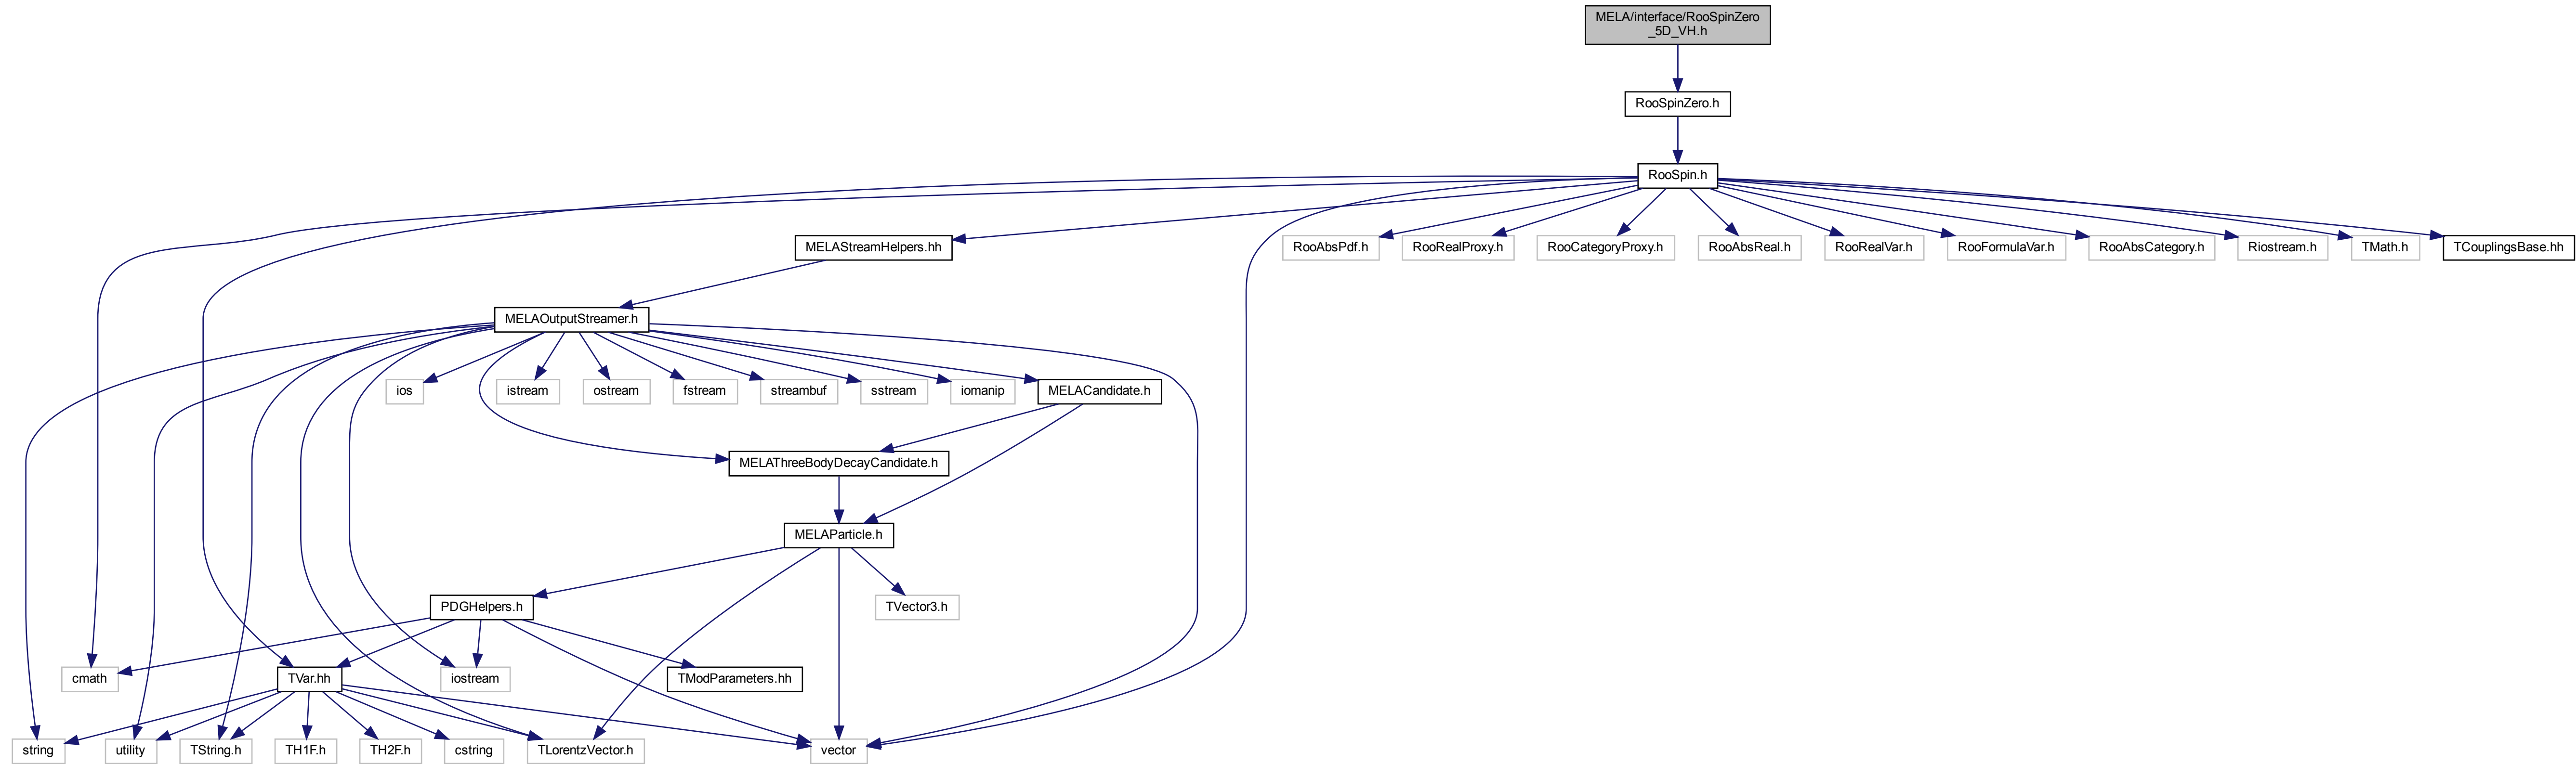 MELA/interface/RooSpinZero
_5D_VH.h
RooSpinZero.h
RooSpin.h
MELAStreamHelpers.hh
RooAbsPdf.h
RooRealProxy.h
RooCategoryProxy.h
RooAbsReal.h
RooRealVar.h
RooFormulaVar.h
RooAbsCategory.h
Riostream.h
TMath.h
TCouplingsBase.hh
MELAOutputStreamer.h
ios
istream
ostream
fstream
streambuf
sstream
iomanip
MELACandidate.h
MELAThreeBodyDecayCandidate.h
MELAParticle.h
PDGHelpers.h
TVector3.h
cmath
TVar.hh
iostream
TModParameters.hh
string
utility
TString.h
TH1F.h
TH2F.h
cstring
TLorentzVector.h
vector